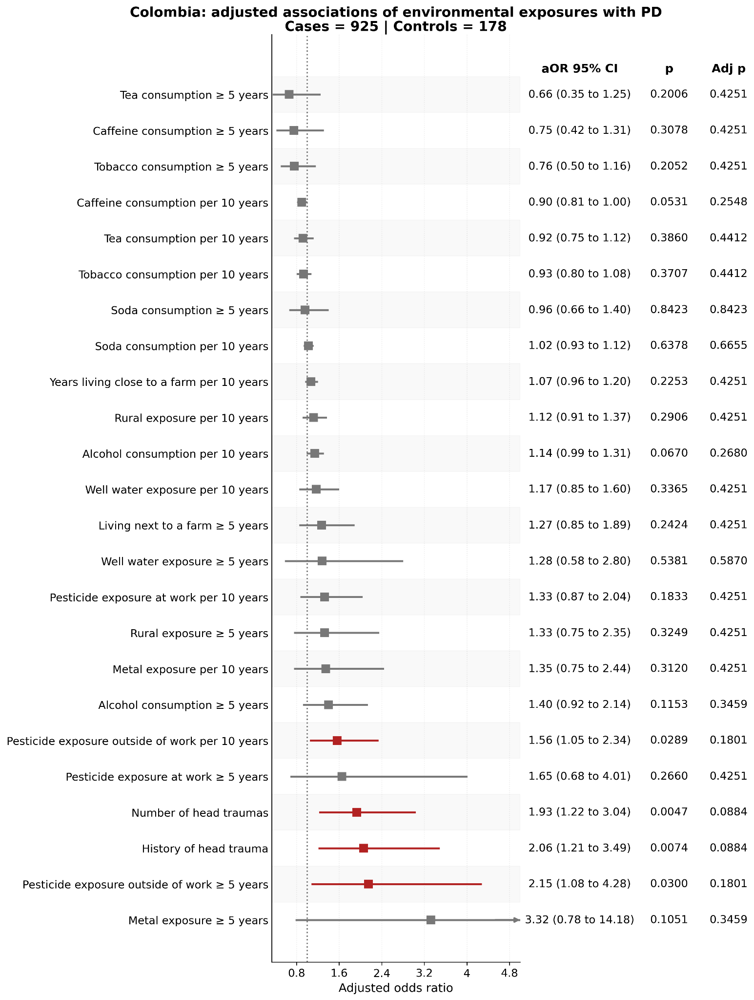 Colombia: adjusted associations of environmental exposures with PD
Cases = 925 | Controls = 178
aOR 95% CI p Adj p
Tea consumption ≥ 5 years 0.66 (0.35 to 1.25) 0.2006 0.4251
Caffeine consumption ≥ 5 years 0.75 (0.42 to 1.31) 0.3078 0.4251
Tobacco consumption ≥ 5 years 0.76 (0.50 to 1.16) 0.2052 0.4251
Caffeine consumption per 10 years 0.90 (0.81 to 1.00) 0.0531 0.2548
Tea consumption per 10 years 0.92 (0.75 to 1.12) 0.3860 0.4412
Tobacco consumption per 10 years 0.93 (0.80 to 1.08) 0.3707 0.4412
Soda consumption ≥ 5 years 0.96 (0.66 to 1.40) 0.8423 0.8423
Soda consumption per 10 years 1.02 (0.93 to 1.12) 0.6378 0.6655
Years living close to a farm per 10 years 1.07 (0.96 to 1.20) 0.2253 0.4251
Rural exposure per 10 years 1.12 (0.91 to 1.37) 0.2906 0.4251
Alcohol consumption per 10 years 1.14 (0.99 to 1.31) 0.0670 0.2680
Well water exposure per 10 years 1.17 (0.85 to 1.60) 0.3365 0.4251
Living next to a farm ≥ 5 years 1.27 (0.85 to 1.89) 0.2424 0.4251
Well water exposure ≥ 5 years 1.28 (0.58 to 2.80) 0.5381 0.5870
Pesticide exposure at work per 10 years 1.33 (0.87 to 2.04) 0.1833 0.4251
Rural exposure ≥ 5 years 1.33 (0.75 to 2.35) 0.3249 0.4251
Metal exposure per 10 years 1.35 (0.75 to 2.44) 0.3120 0.4251
Alcohol consumption ≥ 5 years 1.40 (0.92 to 2.14) 0.1153 0.3459
Pesticide exposure outside of work per 10 years 1.56 (1.05 to 2.34) 0.0289 0.1801
Pesticide exposure at work ≥ 5 years 1.65 (0.68 to 4.01) 0.2660 0.4251
Number of head traumas 1.93 (1.22 to 3.04) 0.0047 0.0884
History of head trauma 2.06 (1.21 to 3.49) 0.0074 0.0884
Pesticide exposure outside of work ≥ 5 years 2.15 (1.08 to 4.28) 0.0300 0.1801
Metal exposure ≥ 5 years 3.32 (0.78 to 14.18) 0.1051 0.3459
0.8 1.6 2.4 3.2 4 4.8
Adjusted odds ratio